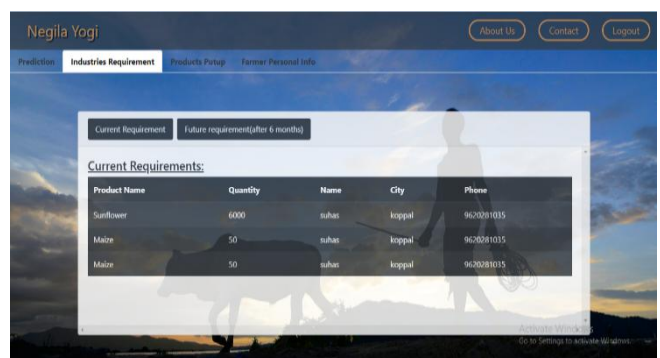 Negila Yogi
About Us Contact Logout
Prediction Industries Requirement Products Putup Farmer Personal Info
Current Requirement Future requirement(after 6 months)
Current Requirements:
Product Name Quantity Name City Phone
Sunflower 6000 suhas koppal 9620281035
Maize 50 suhas koppal 9620281035
Maize 50 suhas koppal 9620281035
Activate Windows
Go to Settings to activate Windows.